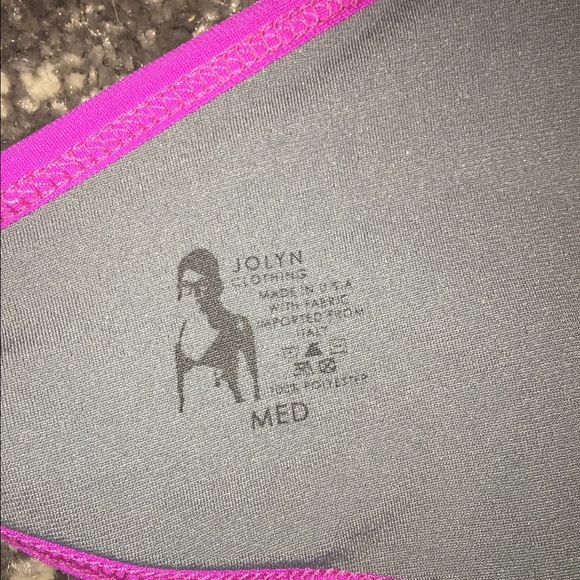 JOLYN
CLOTHING
MADE IN U.S.A
WITH FABRIC
IMPORTED FROM
ITALY
100% POLYESTER
MED